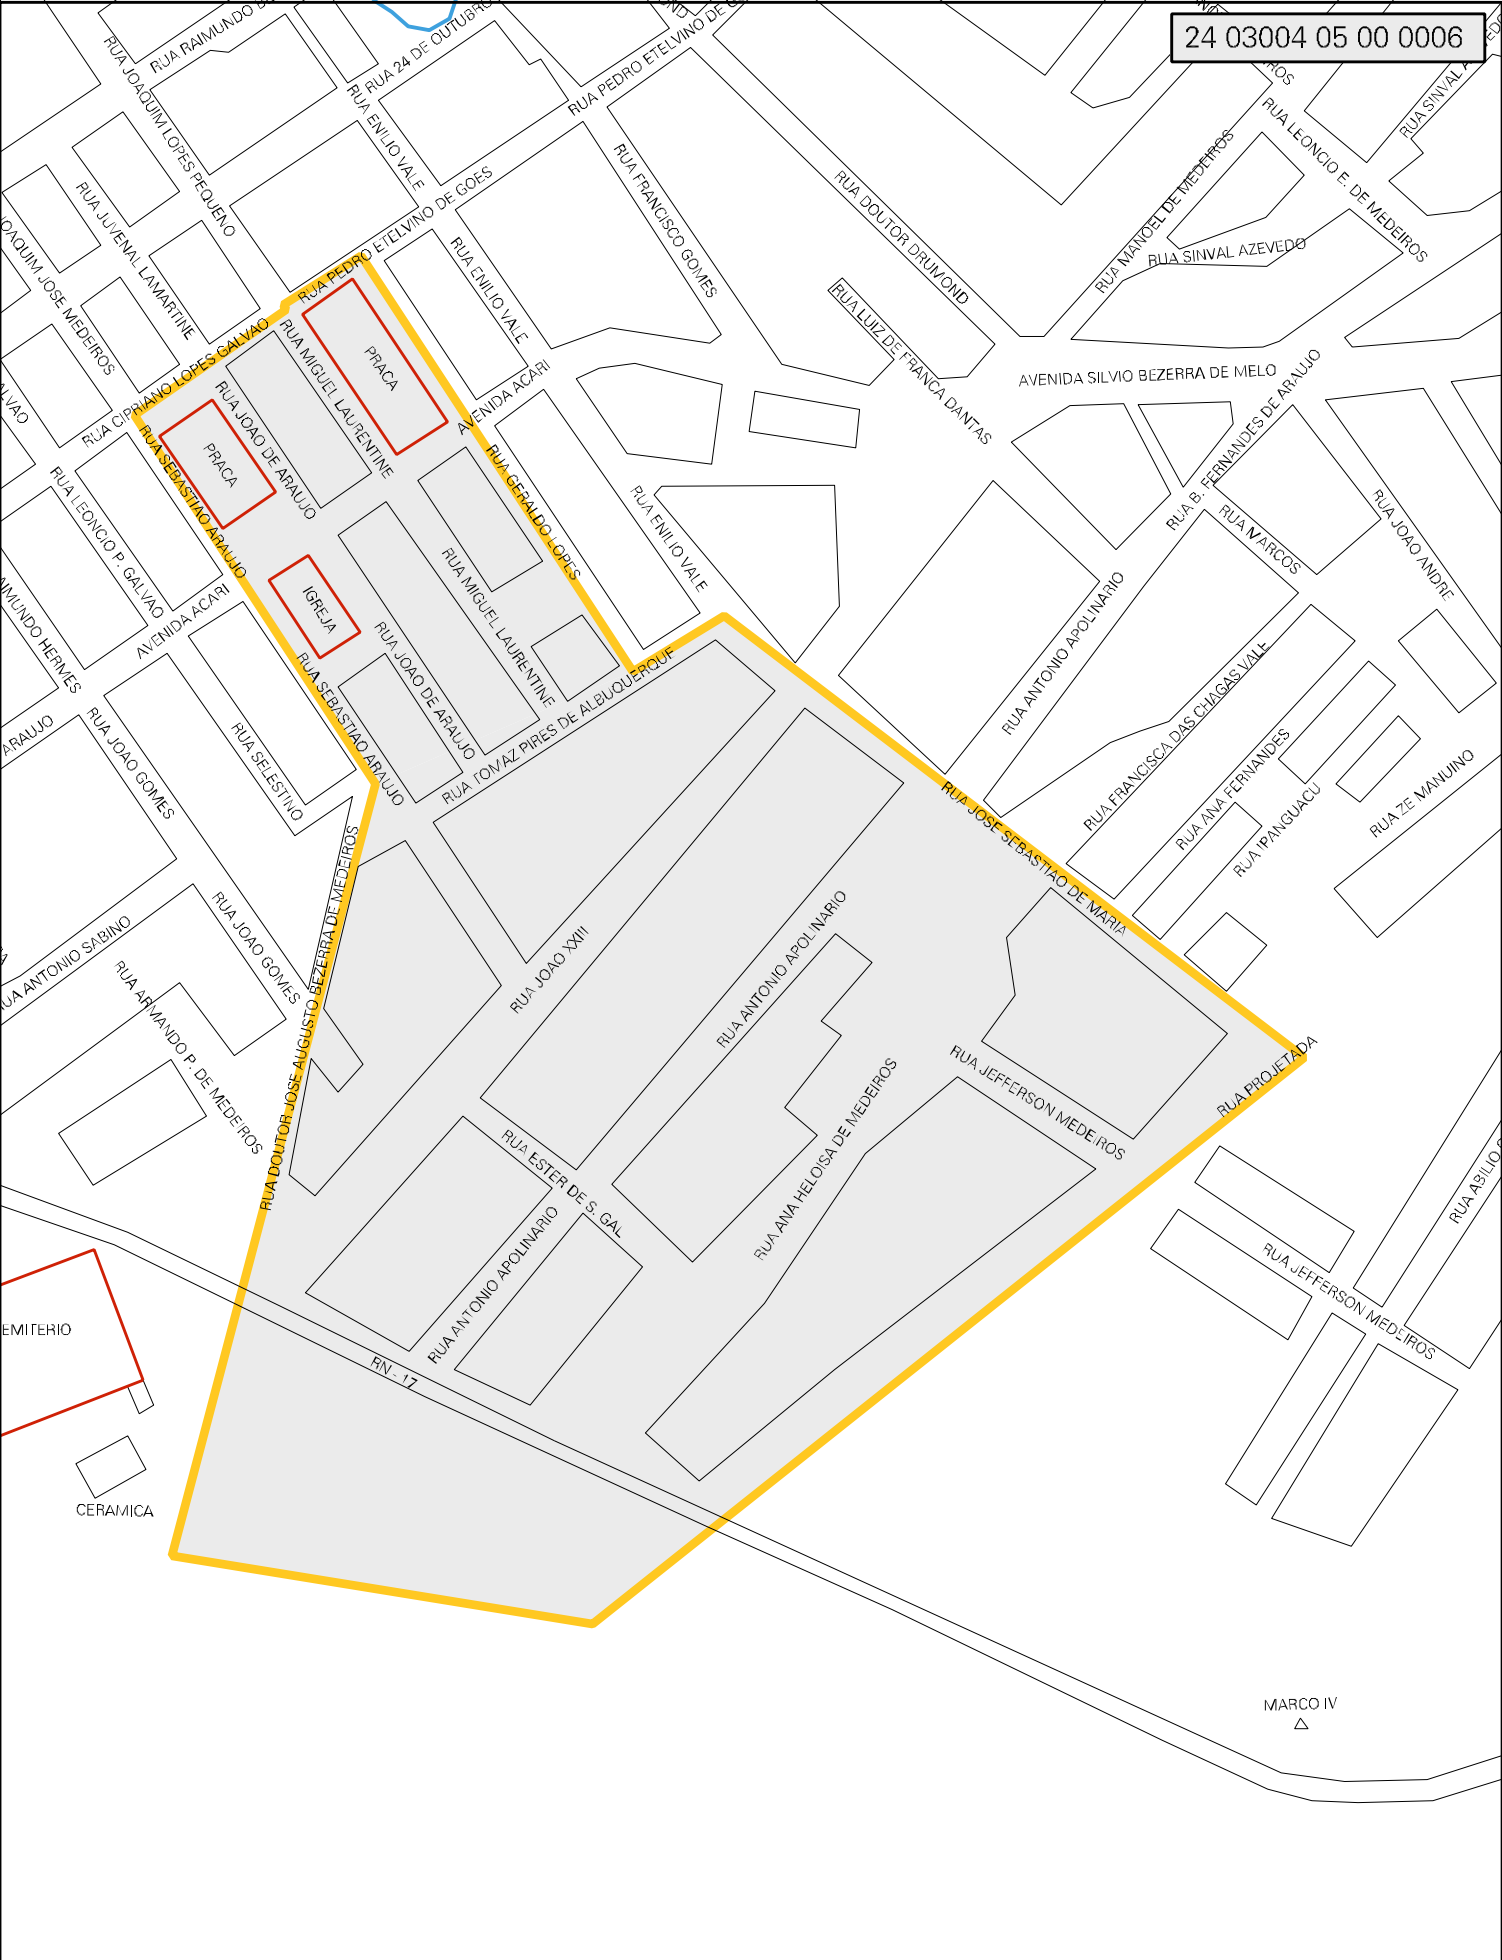 24 03004 05 00 0006
RUA 24 DE OUTUBRO
RUA JOAQUIM LOPES PEQUENO
RUA ENILIO VALE
RUA PEDRO ETELVINO DE
RUA PEDRO ETELVINO DE GOES
RUA FRANCISCO GOMES
RUA DOUTOR DRUMOND
RUA MANOEL DE MEDEIROS
RUA LEONCIO E. DE MEDEIROS
RUA SINVAL
RUA SINVAL AZEVEDO
RUA JUVENAL LAMARTINE
OAQUIM JOSE MEDEIROS
RUA ENILIO VALE
RUA PEDRO
RUA CIPRIANO LOPES GALVAO
RUA MIGUEL LAURENTINE
PRACA
RUA LUIZ DE FRANCA DANTAS
AVENIDA SILVIO BEZERRA DE MELO
RUA B. FERNANDES DE ARAUJO
LVAO
RUA JOAO DE ARAUJO
PRACA
AVENIDA ACARI
RUA SEBASTIAO ARAUJO
RUA GERALDO LOPES
RUA LEONCIO P. GALVAO
RUA ENILIO VALE
RUA MARCOS
RUA JOAO ANDRE
IGREJA
RUA MIGUEL LAURENTINE
AVENIDA ACARI
AIMUNDO HERMES
RUA JOAO DE ARAUJO
RUA SEBASTIAO ARAUJO
RUA TOMAZ PIRES DE ALBUQUERQUE
RUA ANTONIO APOLINARIO
RUA FRANCISCA DAS CHAGAS VALE
RUA ANA FERNANDES
RUA IPANGUACU
RUA ZE MANUINO
ARAUJO
RUA JOAO GOMES
RUA SELESTINO
RUA JOSE SEBASTIAO DE MARIA
RUA DOUTOR JOSE AUGUSTO BEZERRA DE MEDEIROS
RUA JOAO GOMES
UA ANTONIO SABINO
RUA ARMANDO P. DE MEDEIROS
RUA JOAO XXIII
RUA ANTONIO APOLINARIO
RUA JEFFERSON MEDEIROS
RUA PROJETADA
RUA ANA HELOISA DE MEDEIROS
RUA ESTER DE S. GAL
RUA ANTONIO APOLINARIO
RUA ABILIO
RUA JEFFERSON MEDEIROS
EMITERIO
RN - 17
CERAMICA
MARCO IV